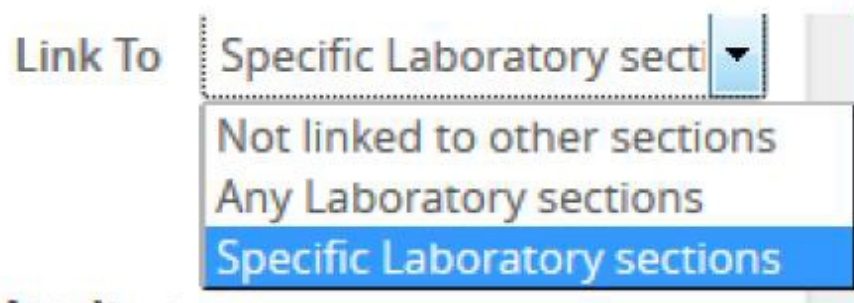 Link To Specific Laboratory secti
Not linked to other sections
Any Laboratory sections
Specific Laboratory sections